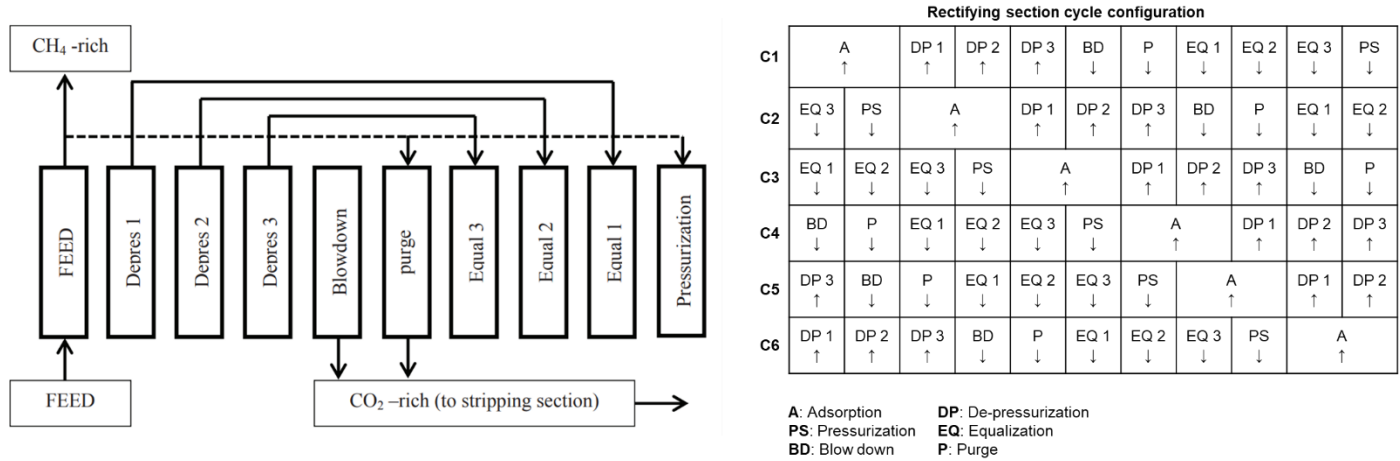 CH₄ -rich
FEED
Depres 1
Depres 2
Depres 3
Blowdown
purge
Equal 3
Equal 2
Equal 1
Pressurization
FEED
CO₂ –rich (to stripping section)
Rectifying section cycle configuration
C1 A ↑ DP 1 ↑ DP 2 ↑ DP 3 ↑ BD ↓ P ↓ EQ 1 ↓ EQ 2 ↓ EQ 3 ↓ PS ↓
C2 EQ 3 ↓ PS ↓ A ↑ DP 1 ↑ DP 2 ↑ DP 3 ↑ BD ↓ P ↓ EQ 1 ↓ EQ 2 ↓
C3 EQ 1 ↓ EQ 2 ↓ EQ 3 ↓ PS ↓ A ↑ DP 1 ↑ DP 2 ↑ DP 3 ↑ BD ↓ P ↓
C4 BD ↓ P ↓ EQ 1 ↓ EQ 2 ↓ EQ 3 ↓ PS ↓ A ↑ DP 1 ↑ DP 2 ↑ DP 3 ↑
C5 DP 3 ↑ BD ↓ P ↓ EQ 1 ↓ EQ 2 ↓ EQ 3 ↓ PS ↓ A ↑ DP 1 ↑ DP 2 ↑
C6 DP 1 ↑ DP 2 ↑ DP 3 ↑ BD ↓ P ↓ EQ 1 ↓ EQ 2 ↓ EQ 3 ↓ PS ↓ A ↑
A: Adsorption DP: De-pressurization
PS: Pressurization EQ: Equalization
BD: Blow down P: Purge